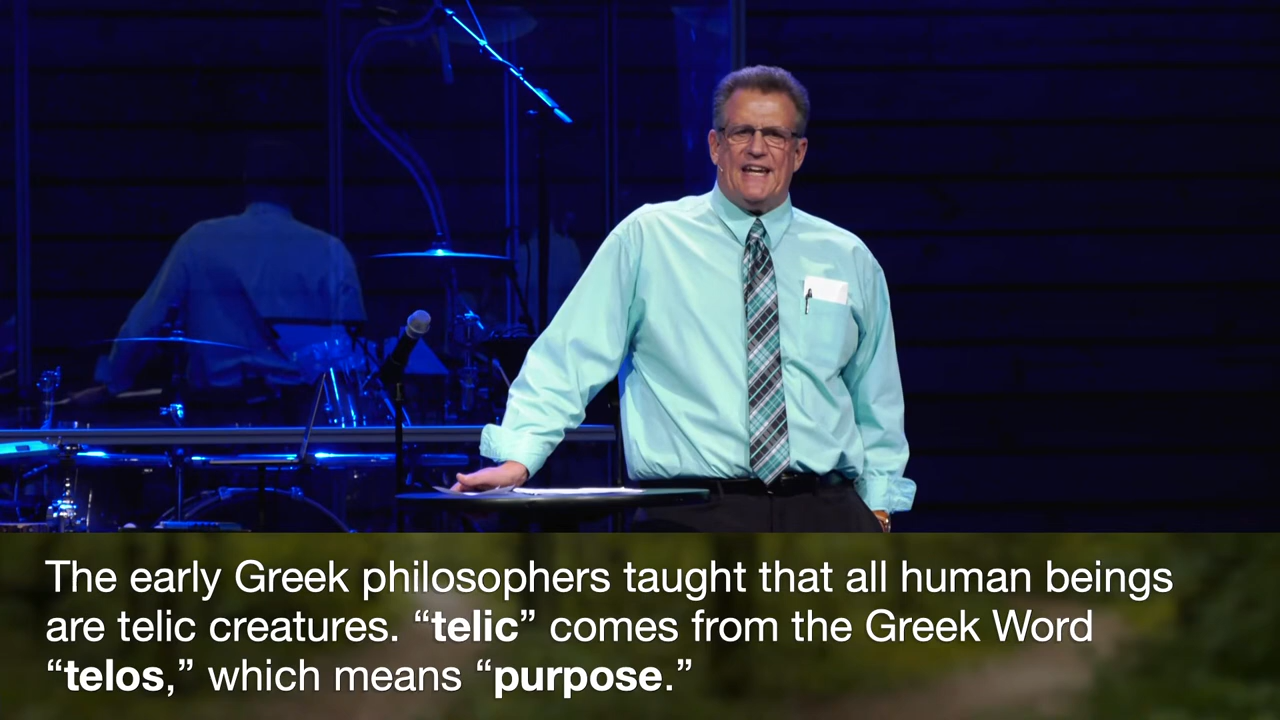 The early Greek philosophers taught that all human beings
are telic creatures. “telic” comes from the Greek Word
“telos,” which means “purpose.”